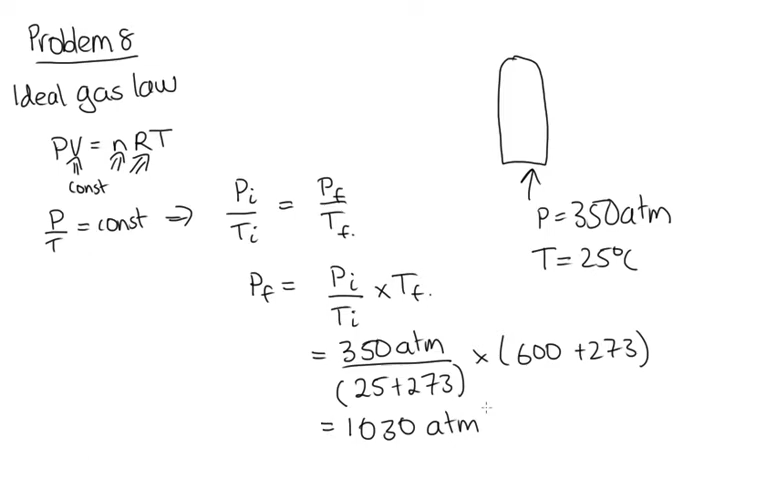 Problem 8
Ideal gas law
PV = nRT
const
P/T = const ⇒ Pi/Ti = Pf/Tf.
Pf = Pi/Ti × Tf.
= 350 atm/(25+273) × (600 + 273)
= 1030 atm
P = 350 atm
T = 25°C